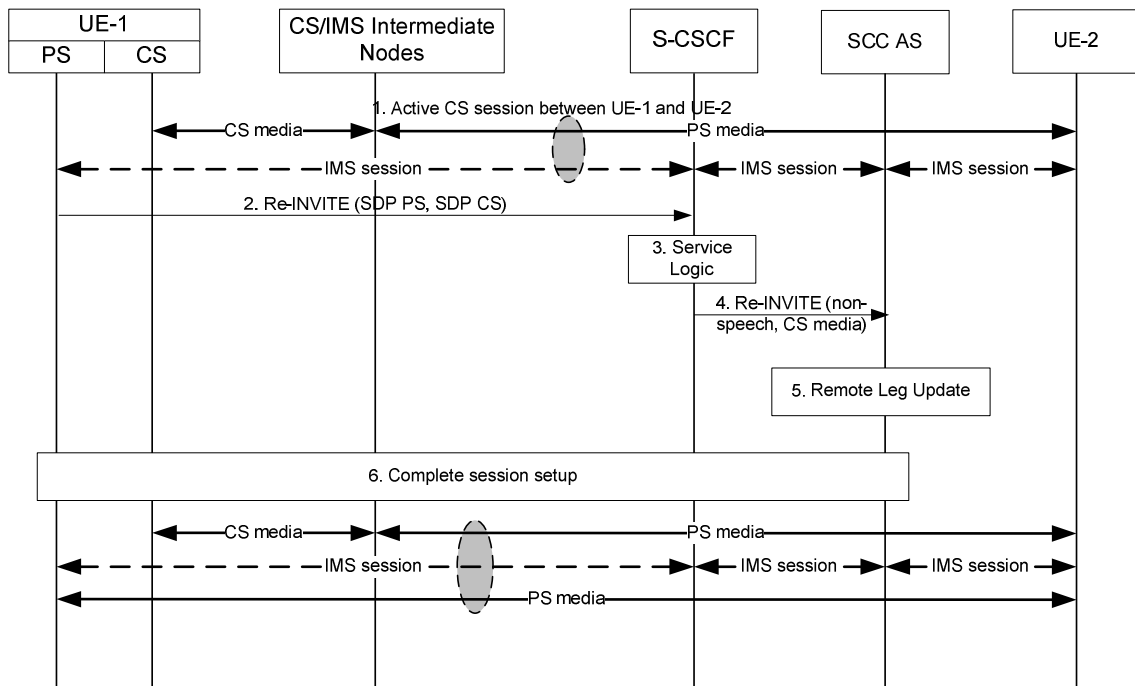 UE-1
PS
CS
CS/IMS Intermediate
Nodes
S-CSCF
SCC AS
UE-2
1. Active CS session between UE-1 and UE-2
CS media
PS media
IMS session
IMS session
IMS session
2. Re-INVITE (SDP PS, SDP CS)
3. Service
Logic
4. Re-INVITE (non-
speech, CS media)
5. Remote Leg Update
6. Complete session setup
CS media
PS media
IMS session
IMS session
IMS session
PS media